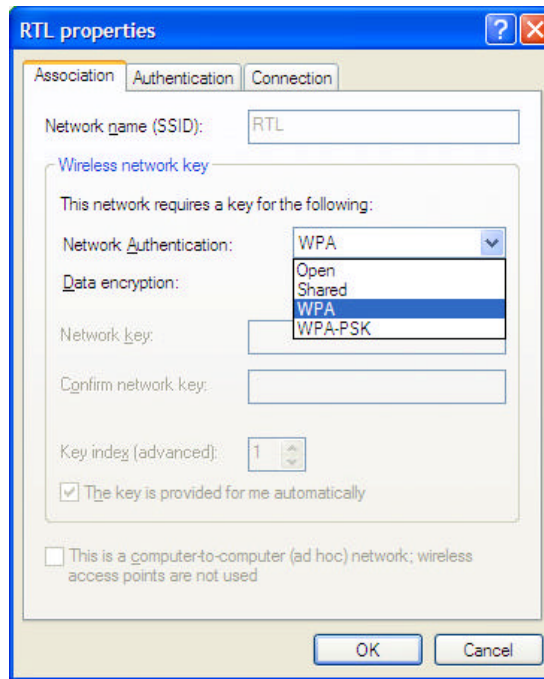 RTL properties
Association Authentication Connection
Network name (SSID): RTL
Wireless network key
This network requires a key for the following:
Network Authentication: WPA
Open
Data encryption: Shared
WPA
WPA-PSK
Network key:
Confirm network key:
Key index (advanced): 1
The key is provided for me automatically
This is a computer-to-computer (ad hoc) network; wireless
access points are not used
OK Cancel